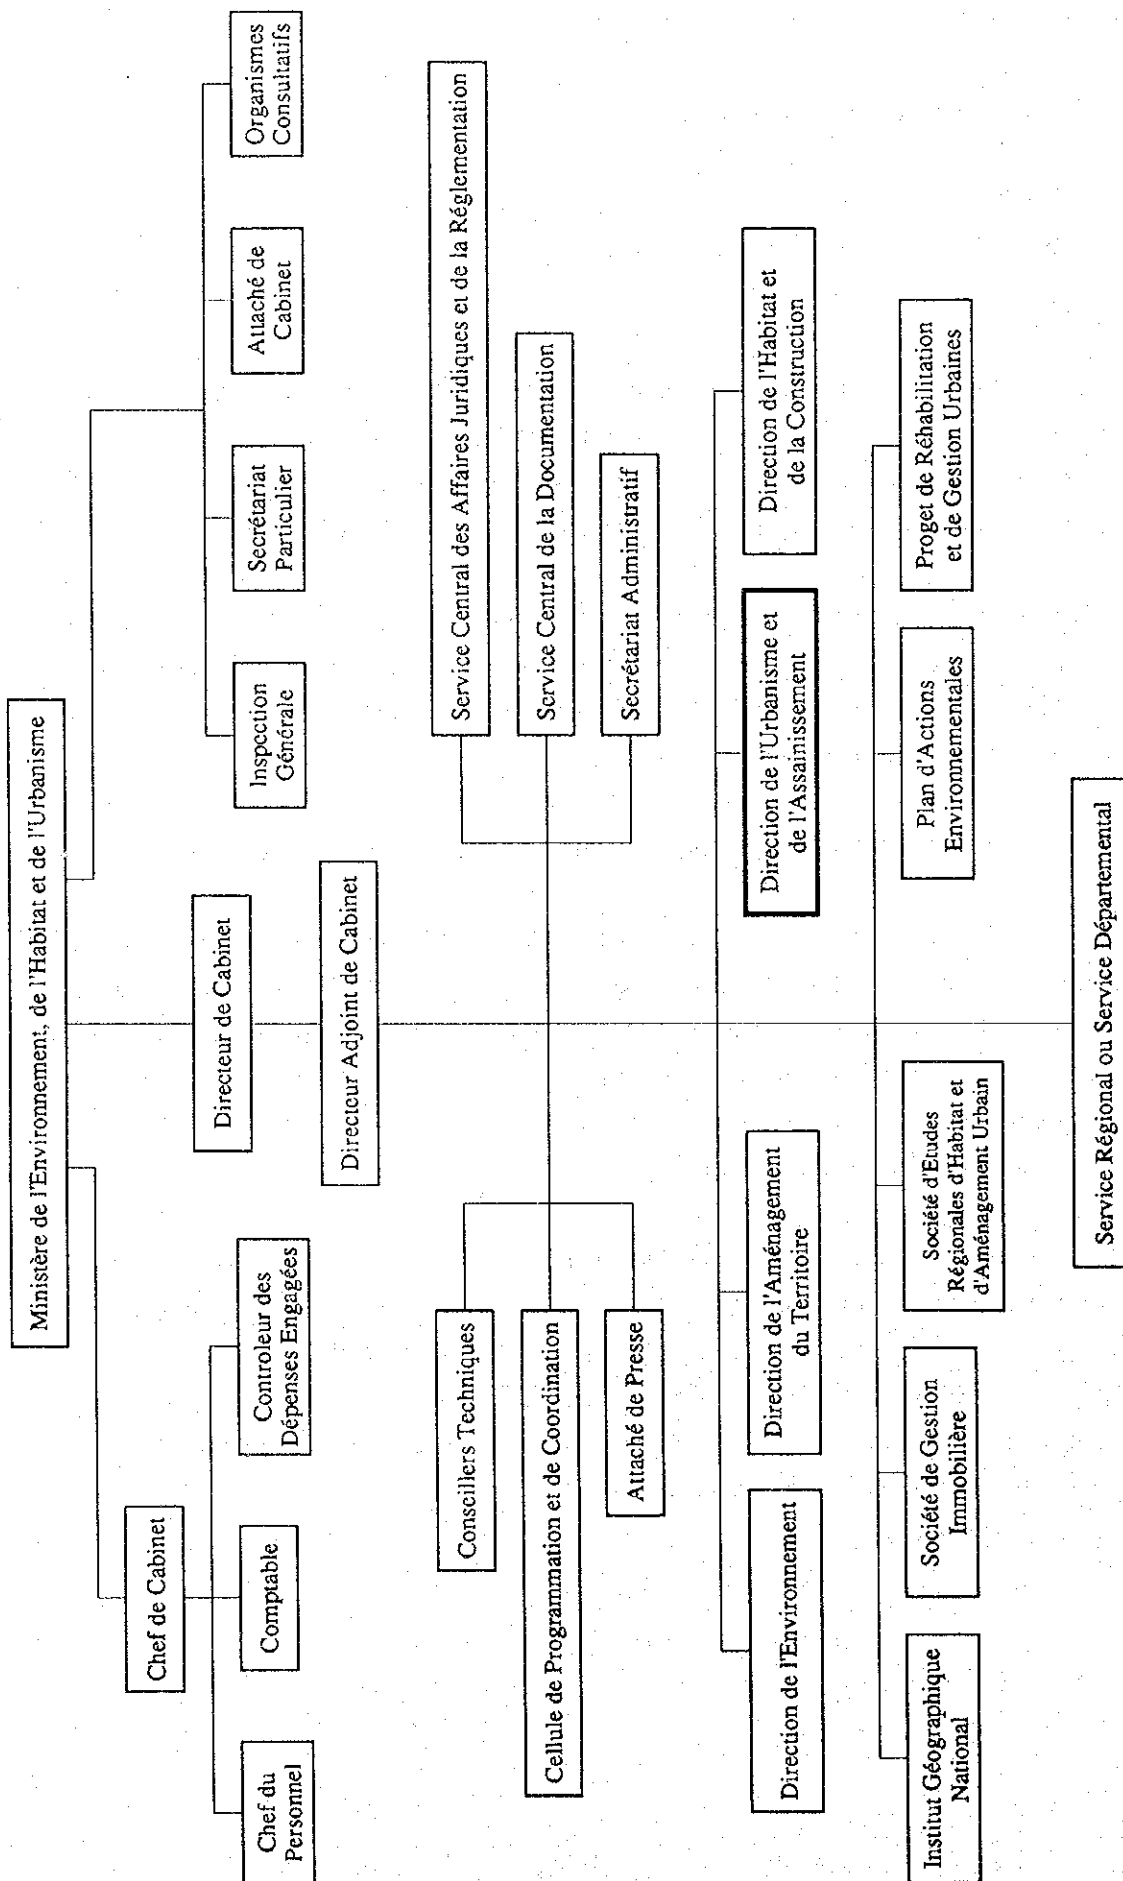 Ministère de l'Environnement, de l'Habitat et de l'Urbanisme
Chef de Cabinet
Directeur de Cabinet
Chef du
Personnel
Comptable
Controleur des
Dépenses Engagées
Inspection
Générale
Secrétariat
Particulier
Attaché de
Cabinet
Organismes
Consultatifs
Directeur Adjoint de Cabinet
Conseillers Techniques
Service Central des Affaires Juridiques et de la Réglementation
Cellule de Programmation et de Coordination
Service Central de la Documentation
Attaché de Presse
Secrétariat Administratif
Direction de l'Environnement
Direction de l'Aménagement
du Territoire
Direction de l'Urbanisme et
de l'Assainissement
Direction de l'Habitat et
de la Construction
Institut Géographique
National
Société de Gestion
Immobilière
Société d'Etudes
Régionales d'Habitat et
d'Aménagement Urbain
Plan d'Actions
Environnementales
Proget de Réhabilitation
et de Gestion Urbaines
Service Régional ou Service Départemental